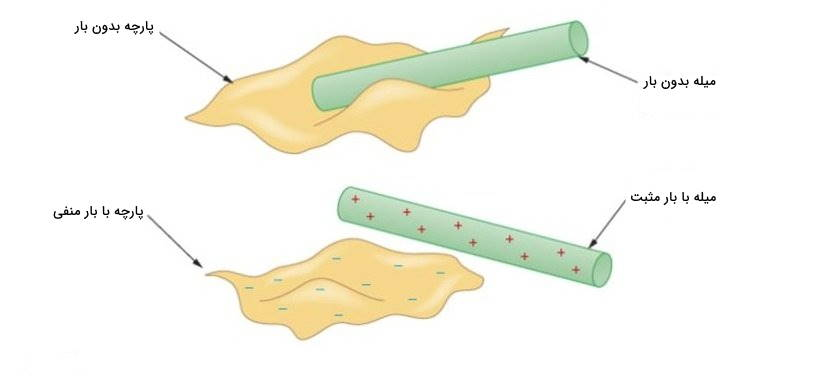 پارچه بدون بار
میله بدون بار
میله با بار مثبت
پارچه با بار منفی